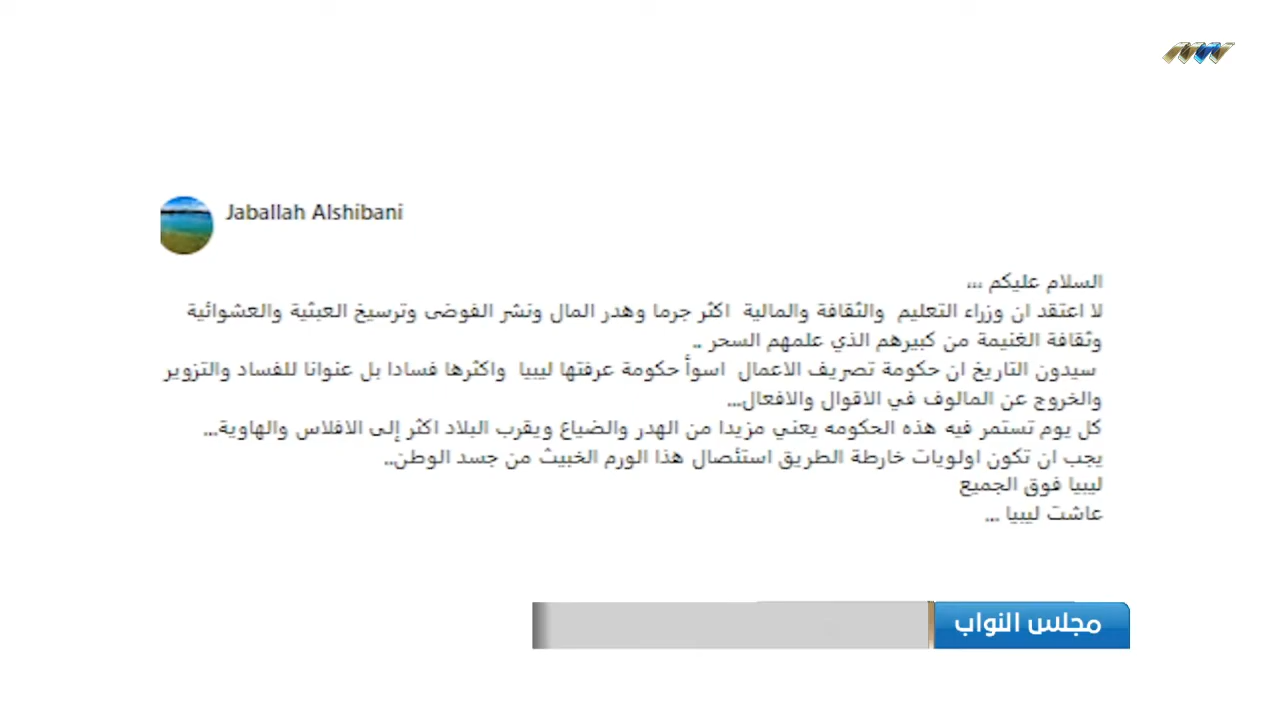 Jaballah Alshibani
السلام عليكم ...
لا اعتقد ان وزراء التعليم والثقافة والمالية اكثر جرما وهدر المال ونشر الفوضى وترسيخ العبثية والعشوائية
وثقافة الغنيمة من كبيرهم الذي علمهم السحر ..
سيدون التاريخ ان حكومة تصريف الاعمال اسوأ حكومة عرفتها ليبيا واكثرها فسادا بل عنوانا للفساد والتزوير
والخروج عن المالوف في الاقوال والافعال...
كل يوم تستمر فيه هذه الحكومه يعني مزيدا من الهدر والضياع ويقرب البلاد اكثر إلى الافلاس والهاوية...
يجب ان تكون اولويات خارطة الطريق استئصال هذا الورم الخبيث من جسد الوطن..
ليبيا فوق الجميع
عاشت ليبيا ...
مجلس النواب